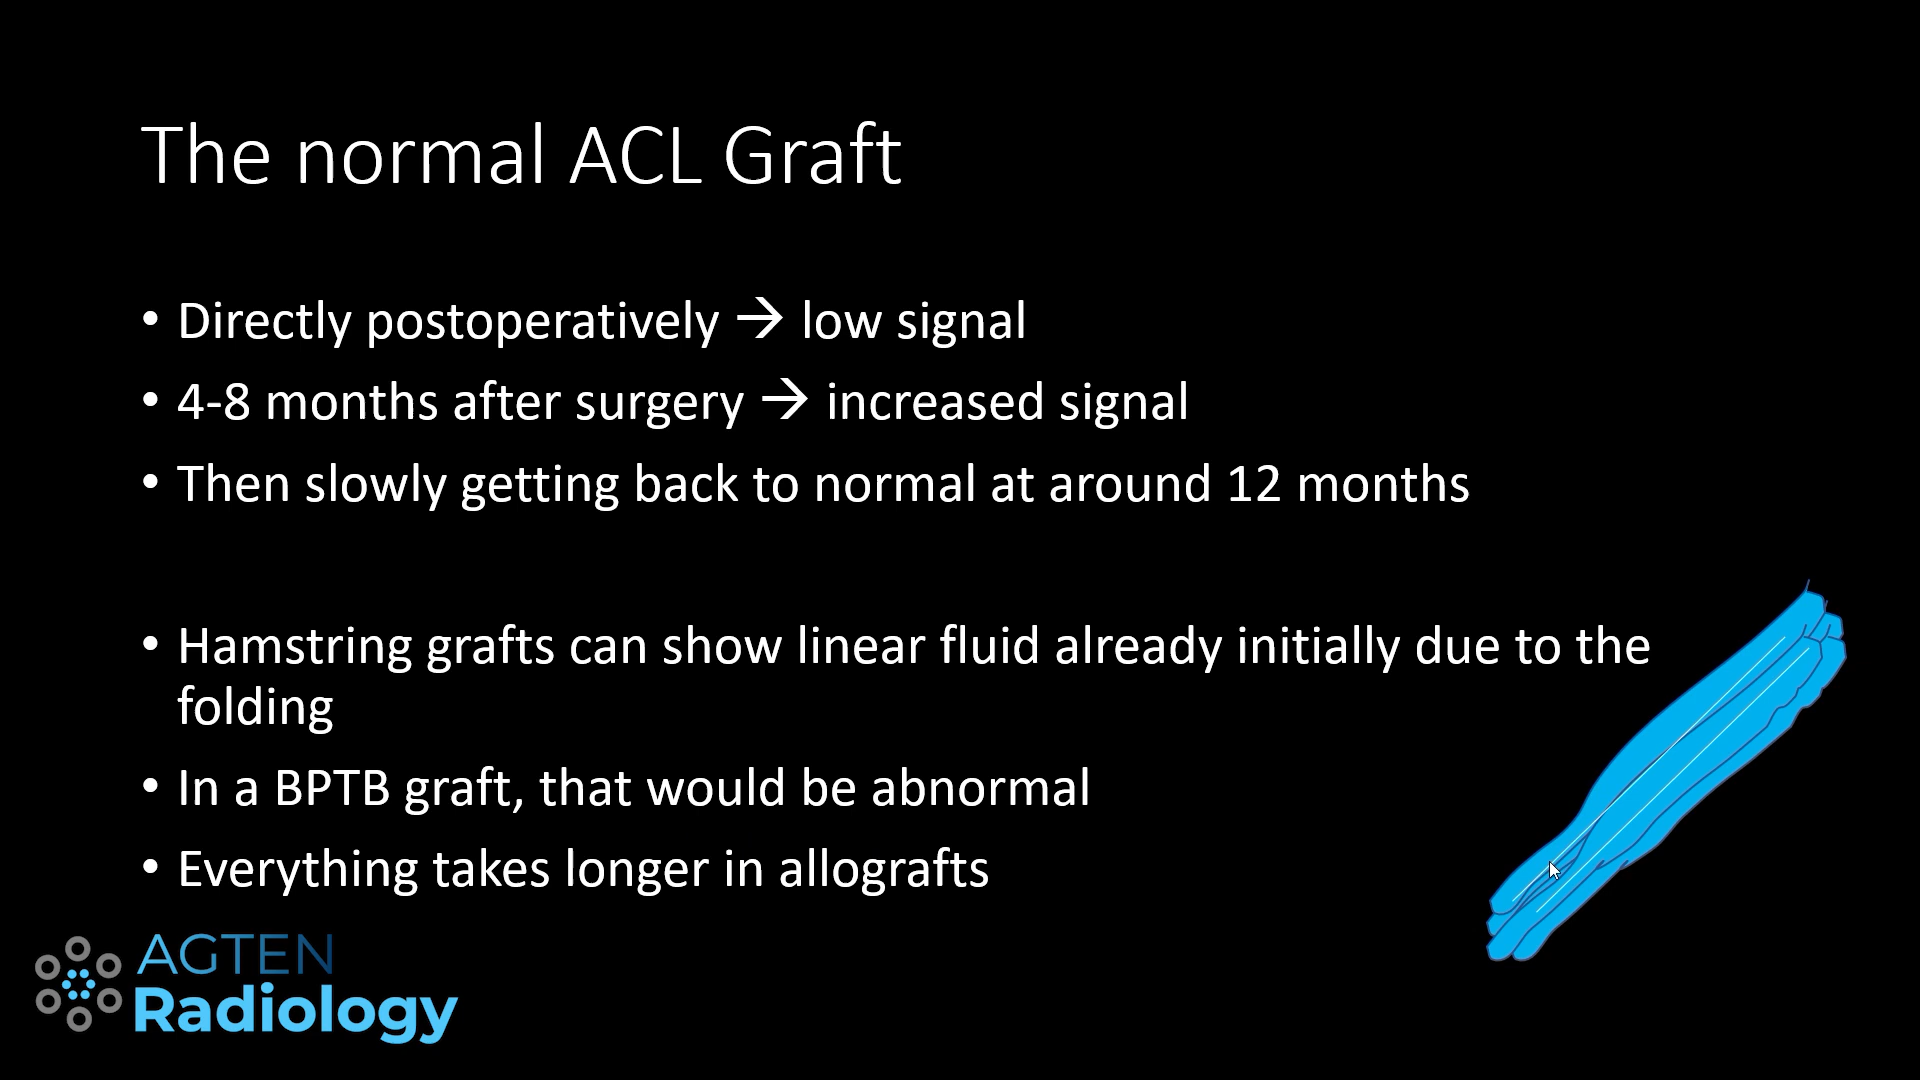 The normal ACL Graft
• Directly postoperatively → low signal
• 4-8 months after surgery → increased signal
• Then slowly getting back to normal at around 12 months
• Hamstring grafts can show linear fluid already initially due to the
folding
• In a BPTB graft, that would be abnormal
• Everything takes longer in allografts
AGTEN
Radiology